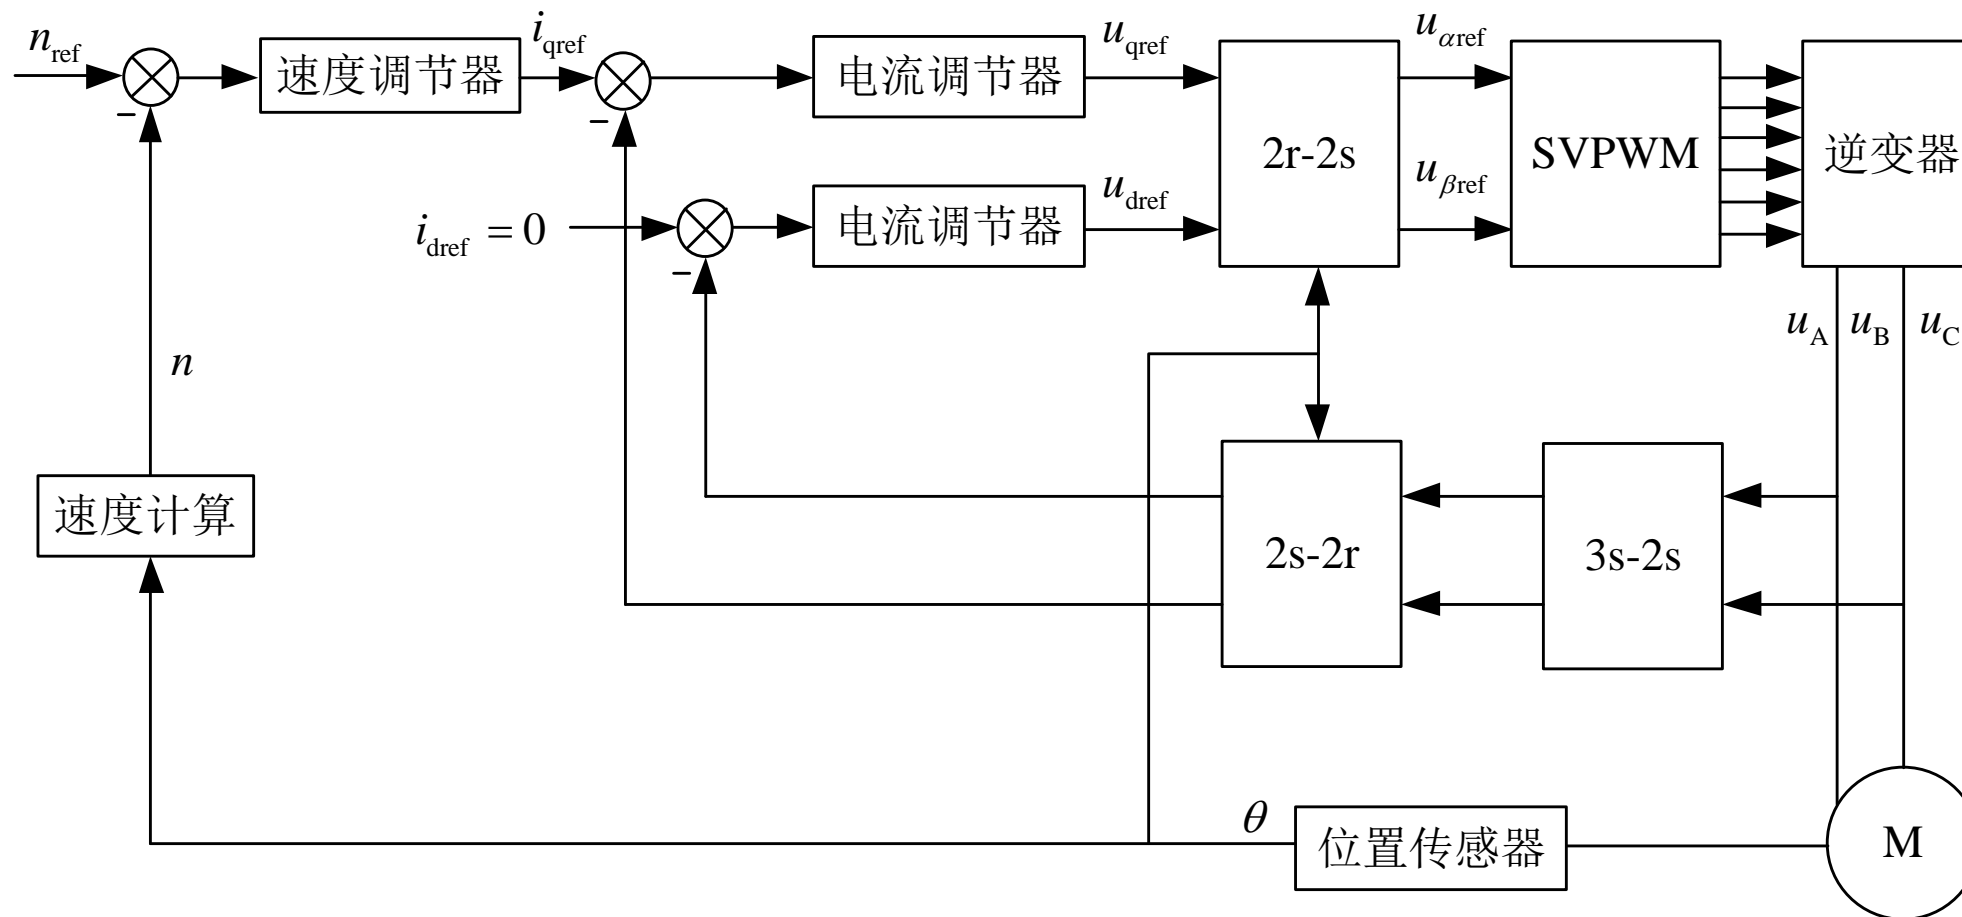 n_ref
i_qref
u_qref
u_αref
速度调节器
电流调节器
2r-2s
SVPWM
逆变器
-
-
u_dref
u_βref
i_dref = 0
电流调节器
-
u_A u_B u_C
n
速度计算
2s-2r
3s-2s
θ
位置传感器
M